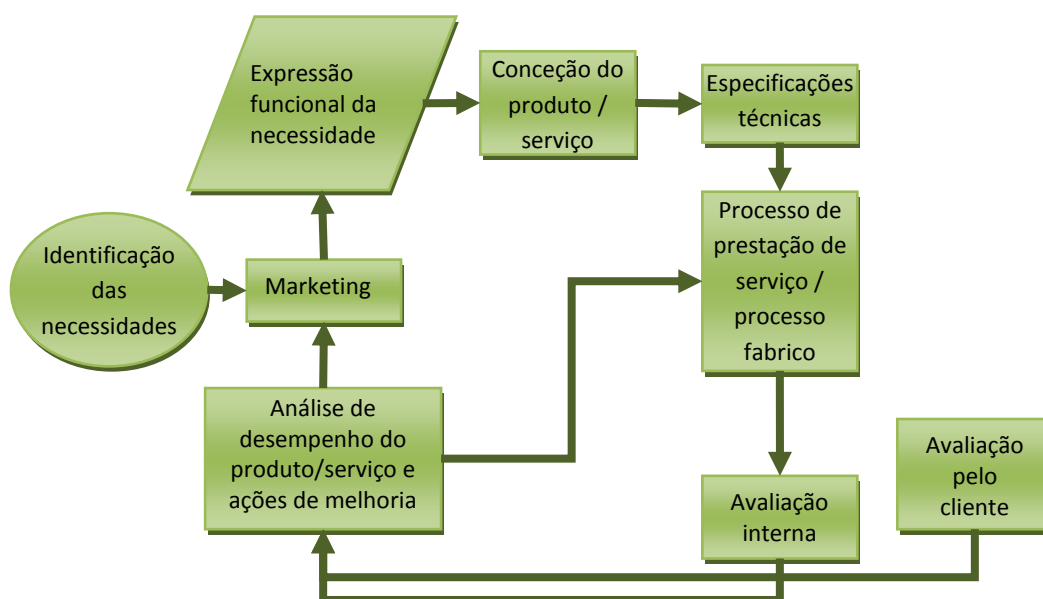 Expressão
funcional da
necessidade
Conceção do
produto /
serviço
Especificações
técnicas
Identificação
das
necessidades
Marketing
Processo de
prestação de
serviço /
processo
fabrico
Análise de
desempenho do
produto/serviço e
ações de melhoria
Avaliação
interna
Avaliação
pelo
cliente